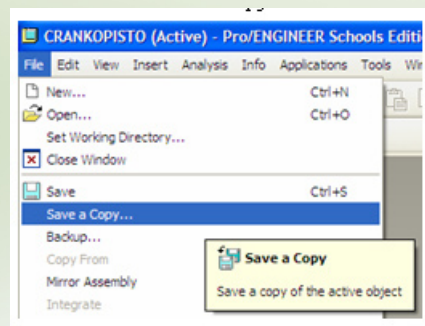 CRANKOPISTO (Active) - Pro/ENGINEER Schools Editi
File Edit View Insert Analysis Info Applications Tools Wi
New... Ctrl+N
Open... Ctrl+O
Set Working Directory...
Close Window
Save Ctrl+S
Save a Copy...
Backup...
Copy From
Mirror Assembly
Integrate
Save a Copy
Save a copy of the active object